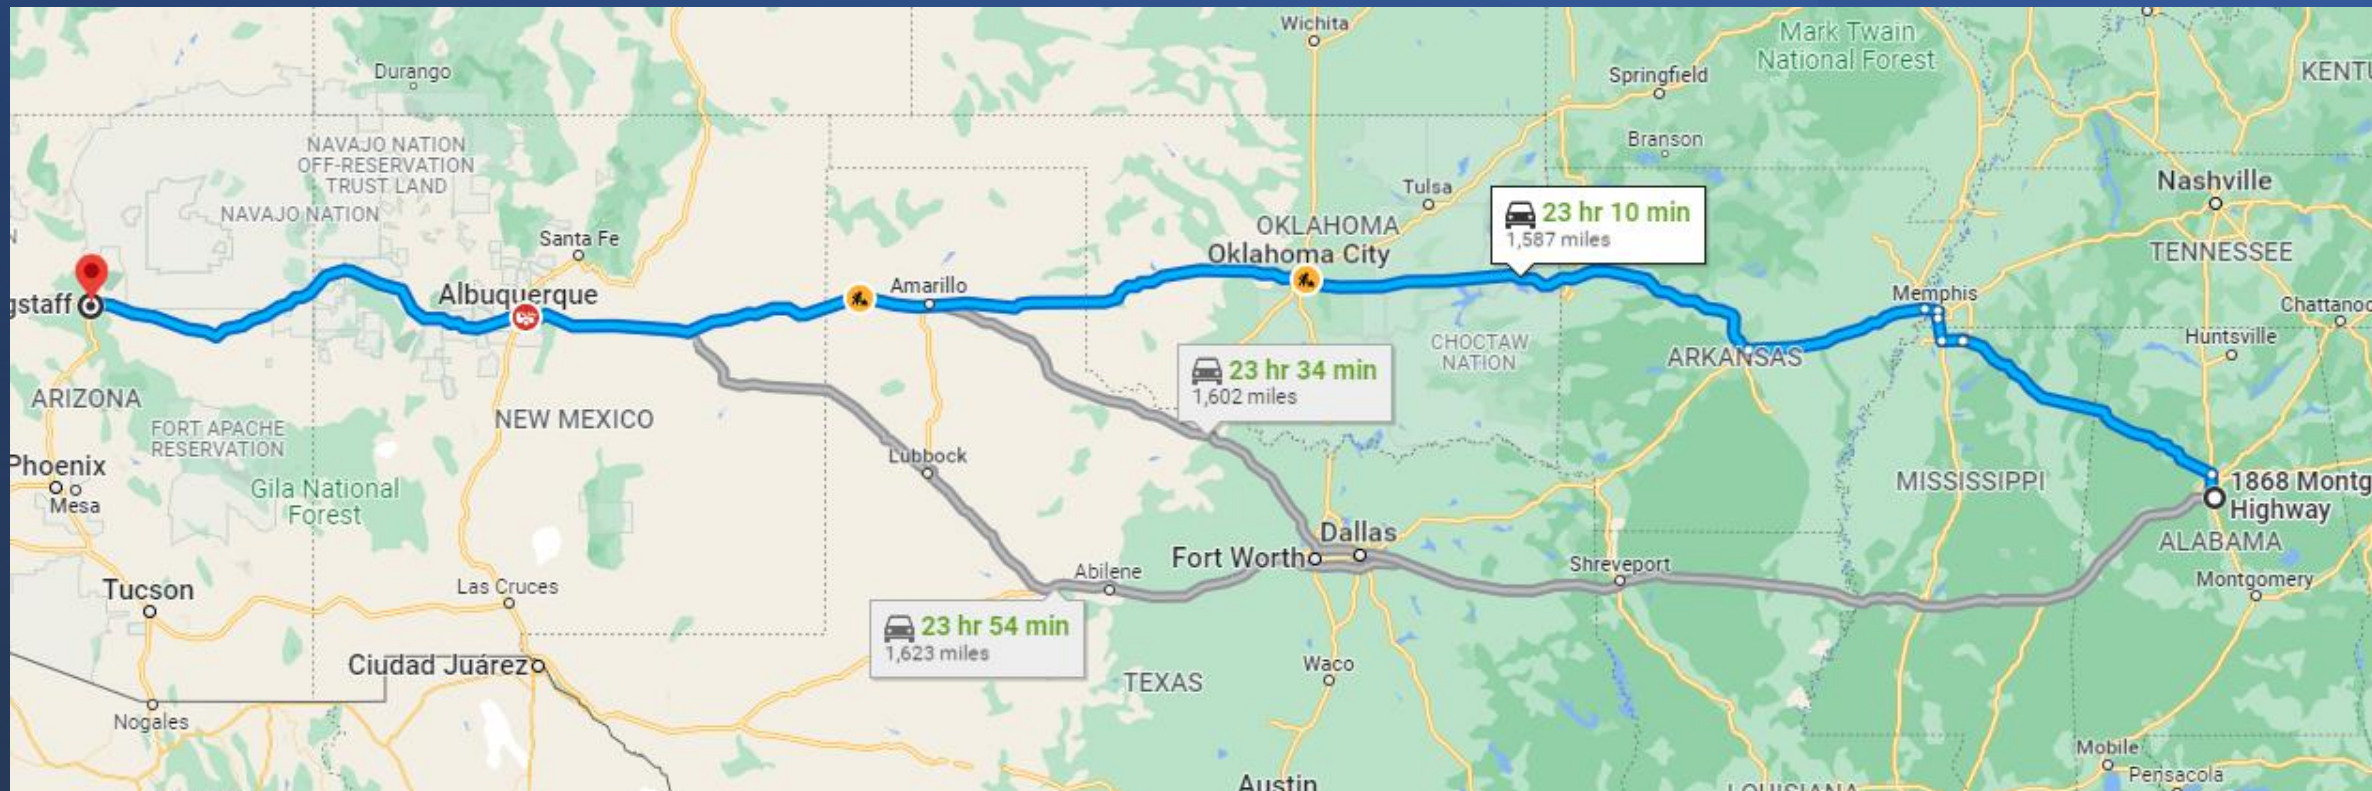 Wichita
Mark Twain
National Forest
KENTU
Durango
Springfield
NAVAJO NATION
OFF-RESERVATION
TRUST LAND
Branson
NAVAJO NATION
Tulsa
Nashville
23 hr 10 min
1,587 miles
OKLAHOMA
Oklahoma City
Santa Fe
TENNESSEE
gstaff
Albuquerque
Amarillo
Memphis
Chattanoo
Huntsville
CHOCTAW
NATION
ARKANSAS
23 hr 34 min
1,602 miles
ARIZONA
NEW MEXICO
FORT APACHE
RESERVATION
Phoenix
Mesa
Lubbock
Gila National
Forest
MISSISSIPPI
1868 Montg
Highway
Dallas
Fort Worth
ALABAMA
Shreveport
Abilene
Montgomery
Tucson
Las Cruces
23 hr 54 min
1,623 miles
Ciudad Juárez
Waco
TEXAS
Nogales
Mobile
Pensacola
Austin
LOUISIANA